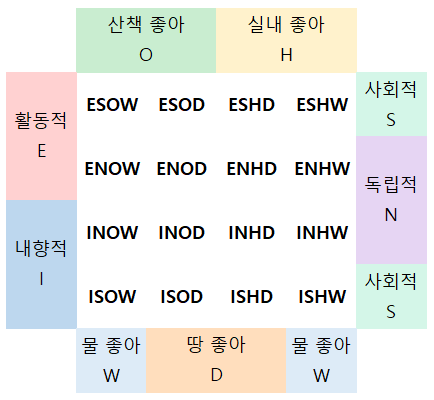 산책 좋아 실내 좋아
O H
ESOW ESOD ESHD ESHW
사회적
S
활동적
E
ENOW ENOD ENHD ENHW
독립적
N
INOW INOD INHD INHW
내향적
I
ISOW ISOD ISHD ISHW
사회적
S
물 좋아 땅 좋아 물 좋아
W D W